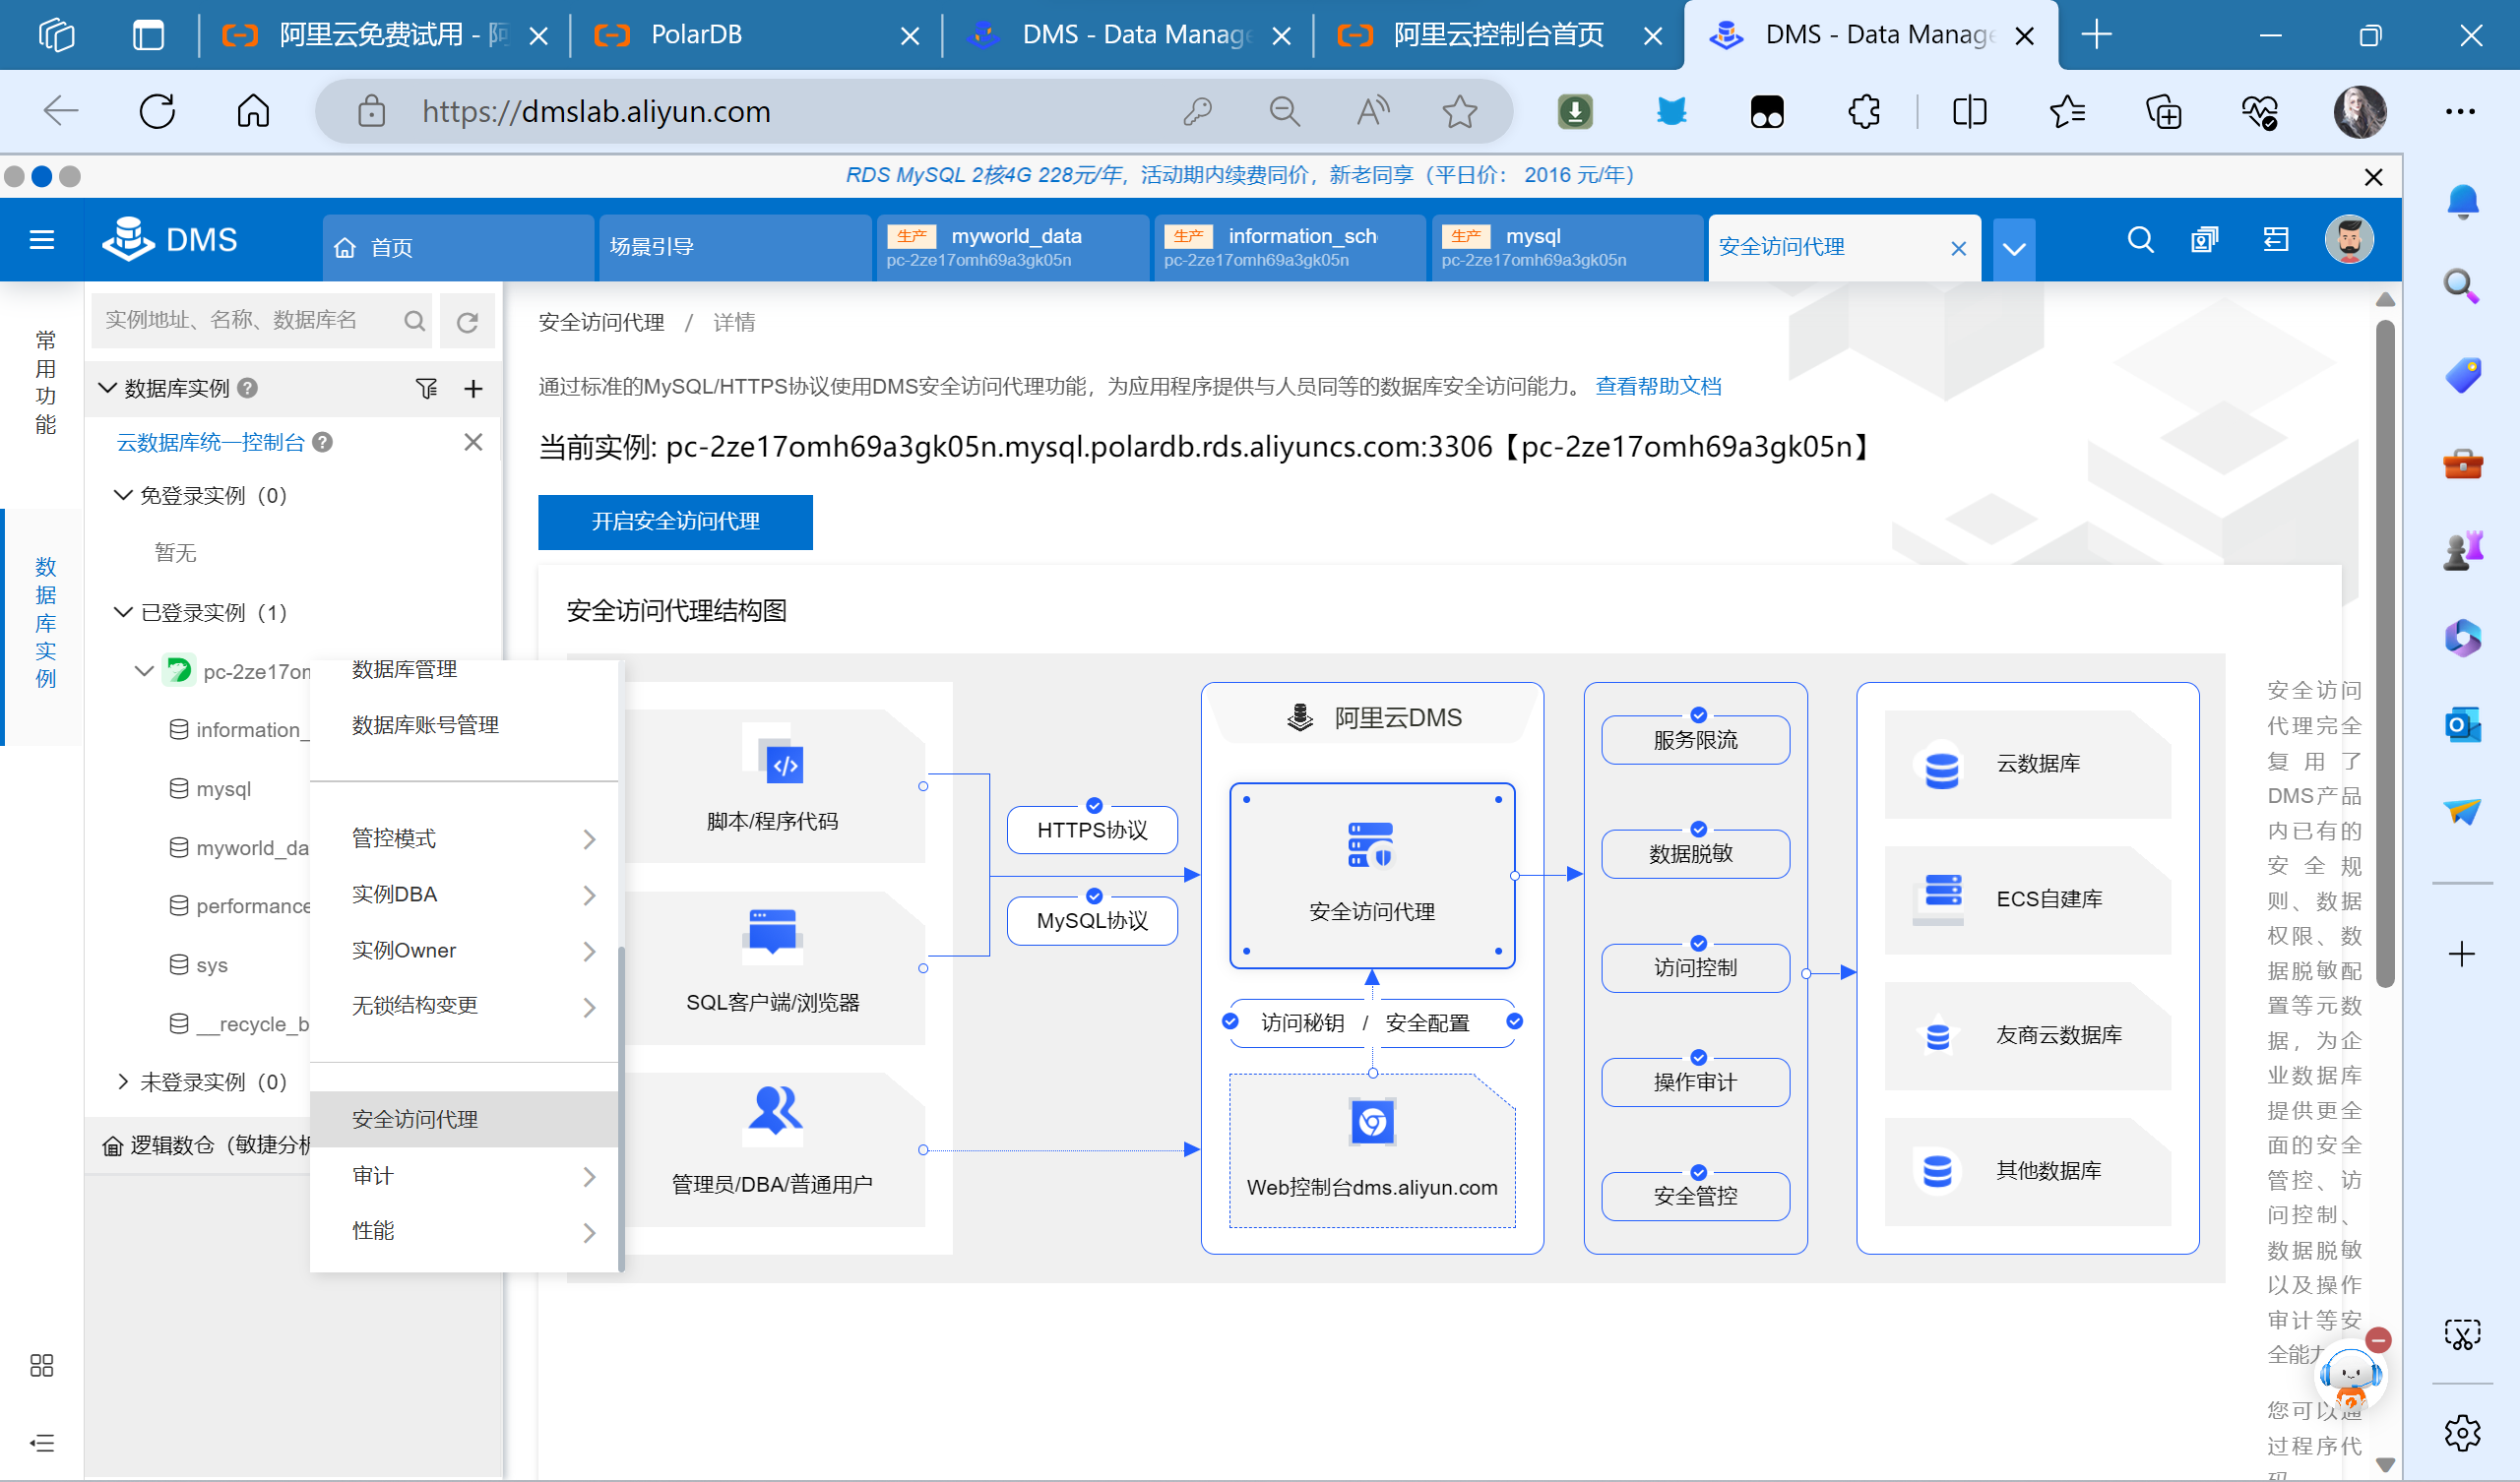 阿里云免费试用 - 阿
PolarDB
DMS - Data Manage
阿里云控制台首页
DMS - Data Manage
https://dmslab.aliyun.com
RDS MySQL 2核4G 228元/年，活动期内续费同价，新老同享（平日价： 2016 元/年）
DMS
首页
场景引导
生产 myworld_data
pc-2ze17omh69a3gk05n
生产 information_sch
pc-2ze17omh69a3gk05n
生产 mysql
pc-2ze17omh69a3gk05n
安全访问代理
常用功能
数据库实例
实例地址、名称、数据库名
数据库实例
云数据库统一控制台
免登录实例（0）
暂无
已登录实例（1）
pc-2ze17om
information_
mysql
myworld_da
performance
sys
__recycle_b
未登录实例（0）
逻辑数仓（敏捷分析
数据库管理
数据库账号管理
管控模式
实例DBA
实例Owner
无锁结构变更
安全访问代理
审计
性能
安全访问代理 / 详情
通过标准的MySQL/HTTPS协议使用DMS安全访问代理功能，为应用程序提供与人员同等的数据库安全访问能力。 查看帮助文档
当前实例: pc-2ze17omh69a3gk05n.mysql.polardb.rds.aliyuncs.com:3306【pc-2ze17omh69a3gk05n】
开启安全访问代理
安全访问代理结构图
脚本/程序代码
SQL客户端/浏览器
管理员/DBA/普通用户
HTTPS协议
MySQL协议
阿里云DMS
安全访问代理
访问秘钥 / 安全配置
Web控制台dms.aliyun.com
服务限流
数据脱敏
访问控制
操作审计
安全管控
云数据库
ECS自建库
友商云数据库
其他数据库
安全访问
代理完全
复用了
DMS产品
内已有的
安全规
则、数据
权限、数
据脱敏配
置等元数
据，为企
业数据库
提供更全
面的安全
管控、访
问控制、
数据脱敏
以及操作
审计等安
全能力
您可以通
过程序代